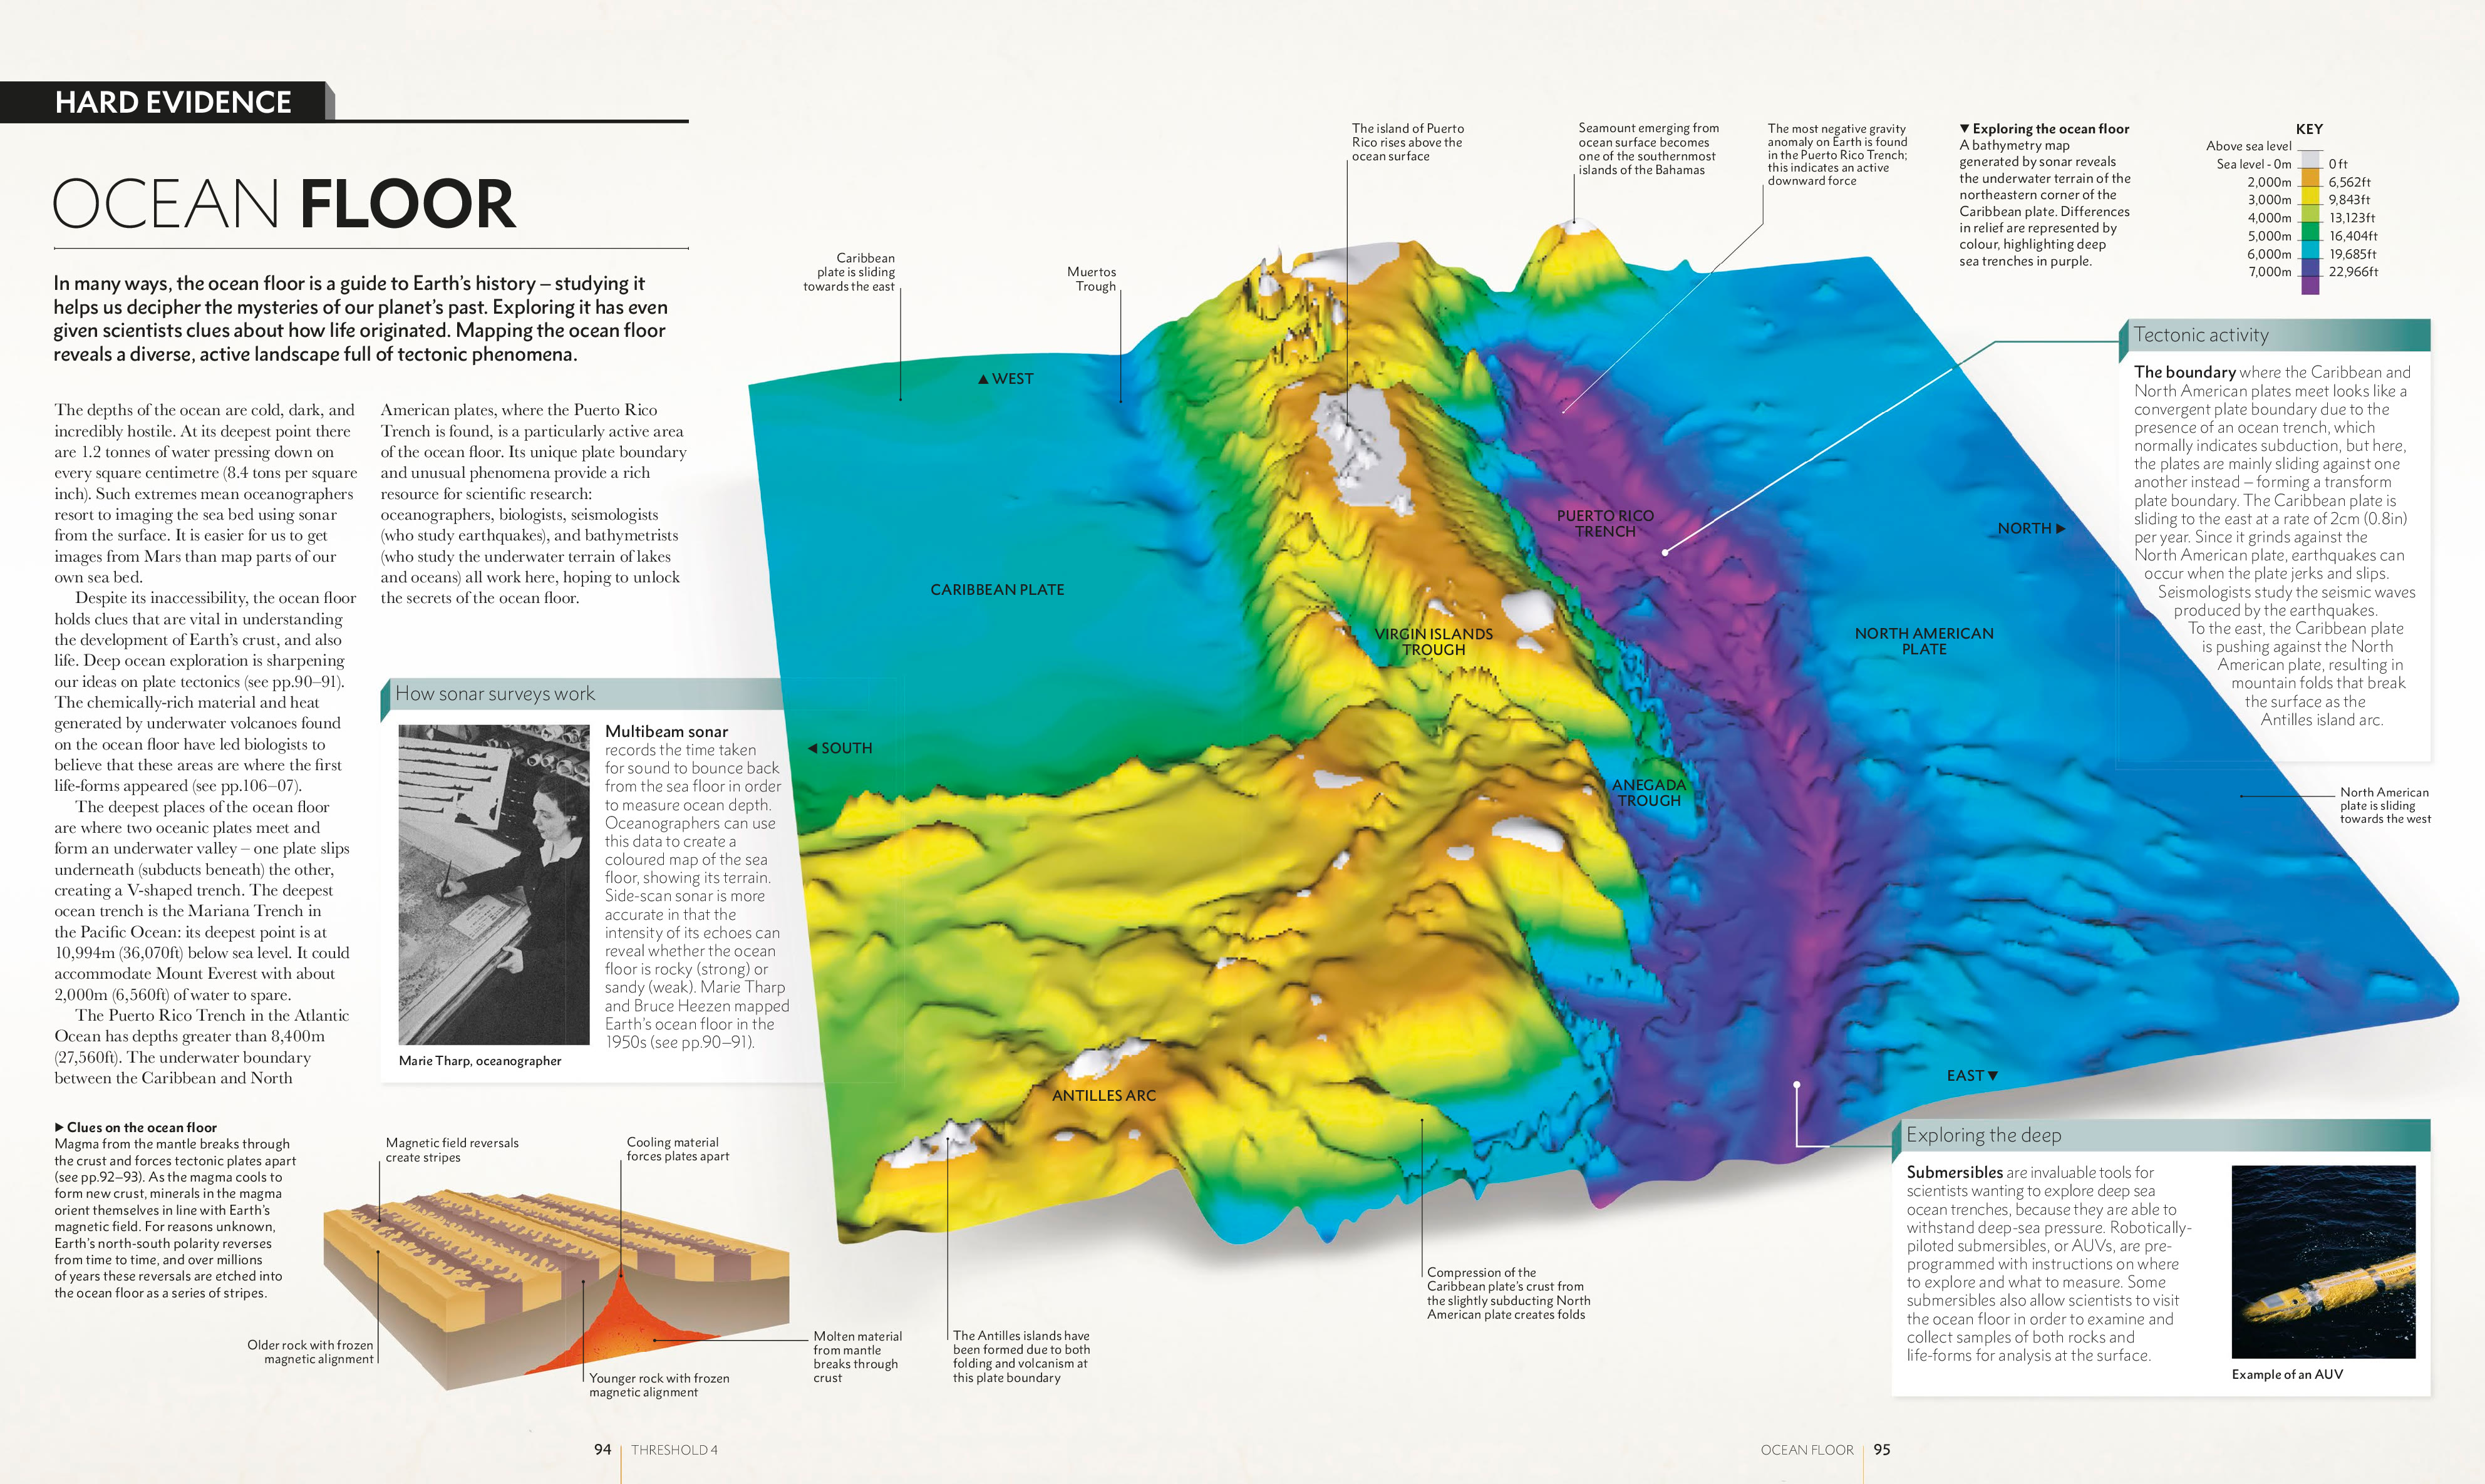 HARD EVIDENCE
OCEAN FLOOR
In many ways, the ocean floor is a guide to Earth's history – studying it
helps us decipher the mysteries of our planet's past. Exploring it has even
given scientists clues about how life originated. Mapping the ocean floor
reveals a diverse, active landscape full of tectonic phenomena.
The depths of the ocean are cold, dark, and
incredibly hostile. At its deepest point there
are 1.2 tonnes of water pressing down on
every square centimetre (8.4 tons per square
inch). Such extremes mean oceanographers
resort to imaging the sea bed using sonar
from the surface. It is easier for us to get
images from Mars than map parts of our
own sea bed.
Despite its inaccessibility, the ocean floor
holds clues that are vital in understanding
the development of Earth's crust, and also
life. Deep ocean exploration is sharpening
our ideas on plate tectonics (see pp.90–91).
The chemically-rich material and heat
generated by underwater volcanoes found
on the ocean floor have led biologists to
believe that these areas are where the first
life-forms appeared (see pp.106–07).
The deepest places of the ocean floor
are where two oceanic plates meet and
form an underwater valley – one plate slips
underneath (subducts beneath) the other,
creating a V-shaped trench. The deepest
ocean trench is the Mariana Trench in
the Pacific Ocean: its deepest point is at
10,994m (36,070ft) below sea level. It could
accommodate Mount Everest with about
2,000m (6,560ft) of water to spare.
The Puerto Rico Trench in the Atlantic
Ocean has depths greater than 8,400m
(27,560ft). The underwater boundary
between the Caribbean and North
American plates, where the Puerto Rico
Trench is found, is a particularly active area
of the ocean floor. Its unique plate boundary
and unusual phenomena provide a rich
resource for scientific research:
oceanographers, biologists, seismologists
(who study earthquakes), and bathymetrists
(who study the underwater terrain of lakes
and oceans) all work here, hoping to unlock
the secrets of the ocean floor.
How sonar surveys work
Multibeam sonar
records the time taken
for sound to bounce back
from the sea floor in order
to measure ocean depth.
Oceanographers can use
this data to create a
coloured map of the sea
floor, showing its terrain.
Side-scan sonar is more
accurate in that the
intensity of its echoes can
reveal whether the ocean
floor is rocky (strong) or
sandy (weak). Marie Tharp
and Bruce Heezen mapped
Earth's ocean floor in the
1950s (see pp.90–91).
Marie Tharp, oceanographer
▶ Clues on the ocean floor
Magma from the mantle breaks through
the crust and forces tectonic plates apart
(see pp.92–93). As the magma cools to
form new crust, minerals in the magma
orient themselves in line with Earth's
magnetic field. For reasons unknown,
Earth's north-south polarity reverses
from time to time, and over millions
of years these reversals are etched into
the ocean floor as a series of stripes.
Magnetic field reversals
create stripes
Cooling material
forces plates apart
Older rock with frozen
magnetic alignment
Younger rock with frozen
magnetic alignment
Molten material
from mantle
breaks through
crust
94 THRESHOLD 4
Caribbean
plate is sliding
towards the east
Muertos
Trough
The island of Puerto
Rico rises above the
ocean surface
Seamount emerging from
ocean surface becomes
one of the southernmost
islands of the Bahamas
The most negative gravity
anomaly on Earth is found
in the Puerto Rico Trench;
this indicates an active
downward force
▼ Exploring the ocean floor
A bathymetry map
generated by sonar reveals
the underwater terrain of the
northeastern corner of the
Caribbean plate. Differences
in relief are represented by
colour, highlighting deep
sea trenches in purple.
KEY
Above sea level
Sea level - 0m 0 ft
2,000m 6,562ft
3,000m 9,843ft
4,000m 13,123ft
5,000m 16,404ft
6,000m 19,685ft
7,000m 22,966ft
▲ WEST
◀ SOUTH
NORTH ▶
EAST ▼
CARIBBEAN PLATE
PUERTO RICO
TRENCH
VIRGIN ISLANDS
TROUGH
NORTH AMERICAN
PLATE
ANEGADA
TROUGH
ANTILLES ARC
Tectonic activity
The boundary where the Caribbean and
North American plates meet looks like a
convergent plate boundary due to the
presence of an ocean trench, which
normally indicates subduction, but here,
the plates are mainly sliding against one
another instead – forming a transform
plate boundary. The Caribbean plate is
sliding to the east at a rate of 2cm (0.8in)
per year. Since it grinds against the
North American plate, earthquakes can
occur when the plate jerks and slips.
Seismologists study the seismic waves
produced by the earthquakes.
To the east, the Caribbean plate
is pushing against the North
American plate, resulting in
mountain folds that break
the surface as the
Antilles island arc.
North American
plate is sliding
towards the west
The Antilles islands have
been formed due to both
folding and volcanism at
this plate boundary
Compression of the
Caribbean plate's crust from
the slightly subducting North
American plate creates folds
Exploring the deep
Submersibles are invaluable tools for
scientists wanting to explore deep sea
ocean trenches, because they are able to
withstand deep-sea pressure. Robotically-
piloted submersibles, or AUVs, are pre-
programmed with instructions on where
to explore and what to measure. Some
submersibles also allow scientists to visit
the ocean floor in order to examine and
collect samples of both rocks and
life-forms for analysis at the surface.
Example of an AUV
OCEAN FLOOR 95